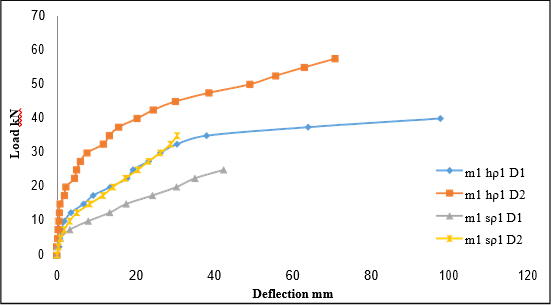 70
60
50
40
30
20
10
0
Load kN
0 20 40 60 80 100 120
Deflection mm
m1 hρ1 D1
m1 hρ1 D2
m1 sρ1 D1
m1 sρ1 D2